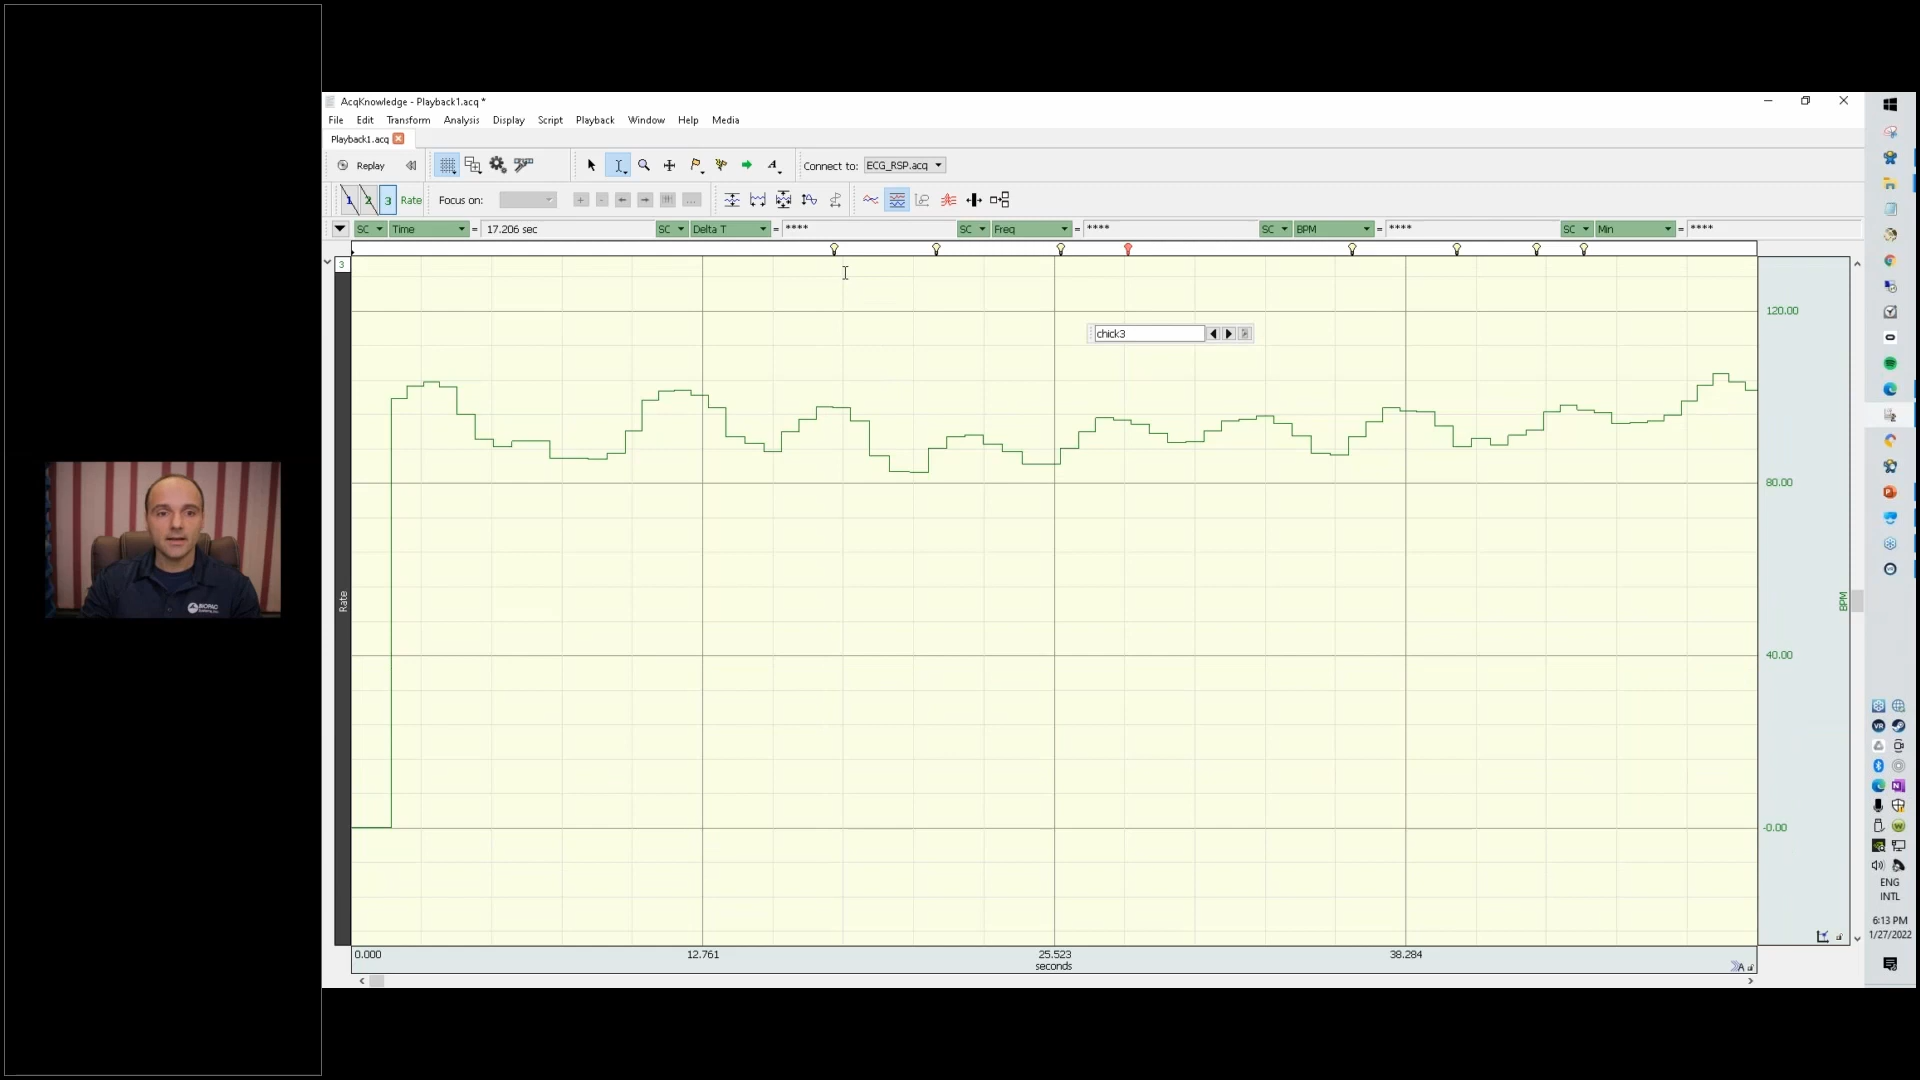 AcqKnowledge - Playback1.acq *
File Edit Transform Analysis Display Script Playback Window Help Media
Playback1.acq
Replay
Connect to: ECG_RSP.acq
1 2 3 Rate Focus on:
SC Time = 17.206 sec SC Delta T = **** SC Freq = **** SC BPM = **** SC Min = ****
3
120.00
chick3
80.00
Rate
BPM
40.00
-0.00
0.000 12.761 25.523 38.284
seconds
BIOPAC
ENG
INTL
6:13 PM
1/27/2022